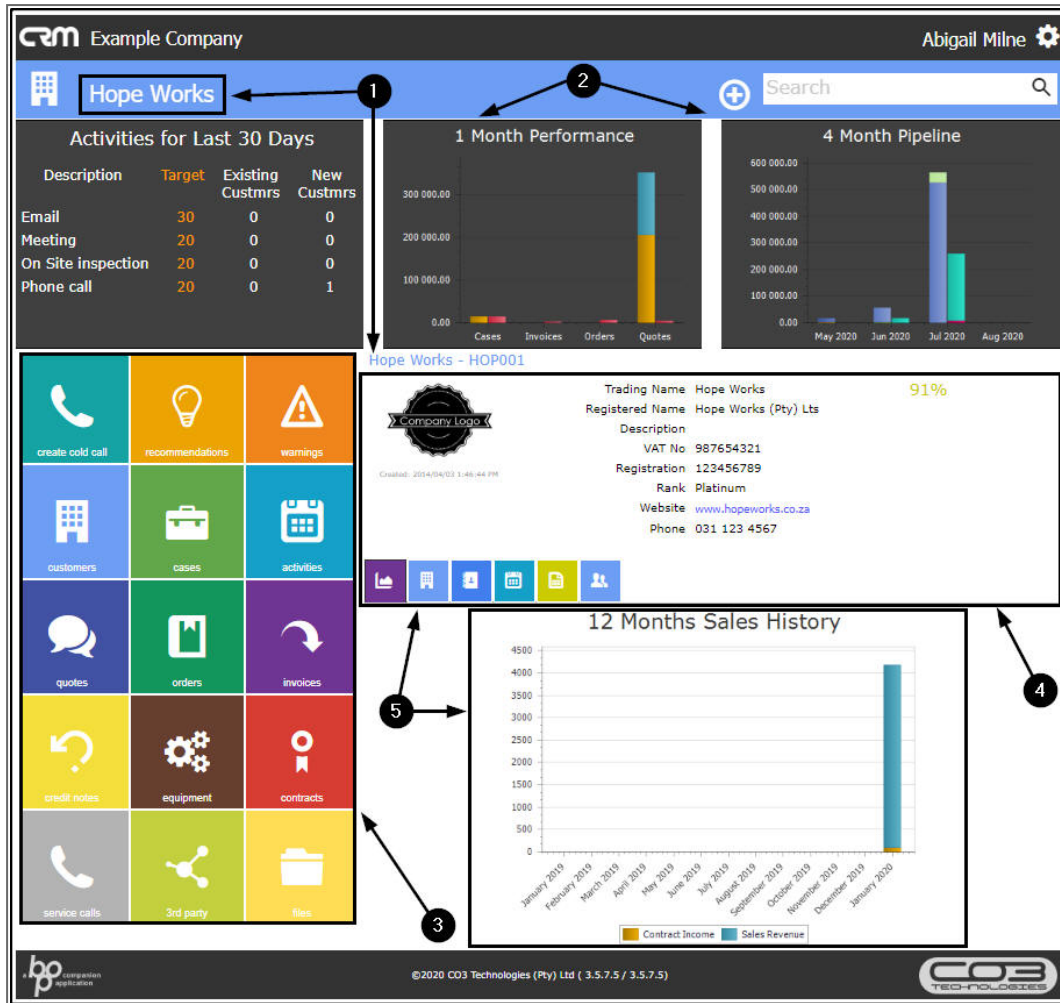 CRM Example Company
Abigail Milne
Hope Works
1
2
Search
Activities for Last 30 Days
Description Target Existing Custmrs New Custmrs
Email 30 0 0
Meeting 20 0 0
On Site inspection 20 0 0
Phone call 20 0 1
1 Month Performance
300 000.00
200 000.00
100 000.00
0.00
Cases Invoices Orders Quotes
4 Month Pipeline
600 000.00
500 000.00
400 000.00
300 000.00
200 000.00
100 000.00
0.00
May 2020 Jun 2020 Jul 2020 Aug 2020
create cold call recommendations warnings
customers cases activities
quotes orders invoices
credit notes equipment contracts
service calls 3rd party files
3
Hope Works - HOP001
Company Logo
Created: 2014/04/03 1:46:44 PM
Trading Name Hope Works
91%
Registered Name Hope Works (Pty) Lts
Description
VAT No 987654321
Registration 123456789
Rank Platinum
Website www.hopeworks.co.za
Phone 031 123 4567
4
5
12 Months Sales History
4500
4000
3500
3000
2500
2000
1500
1000
500
0
January 2019 February 2019 March 2019 April 2019 May 2019 June 2019 July 2019 August 2019 September 2019 October 2019 November 2019 December 2019 January 2020
Contract Income Sales Revenue
a bpo companion application
©2020 CO3 Technologies (Pty) Ltd ( 3.5.7.5 / 3.5.7.5)
CO3
TECHNOLOGIES